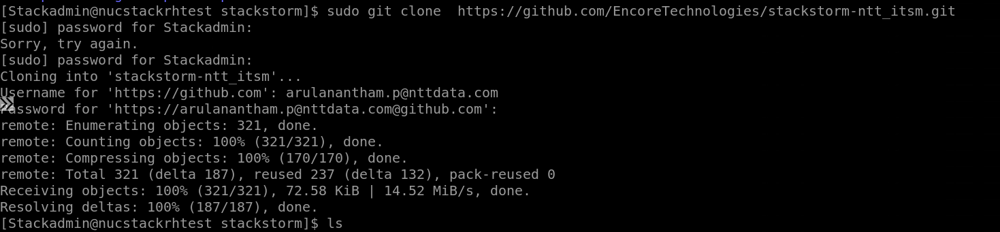 [Stackadmin@nucstackrhtest stackstorm]$ sudo git clone  https://github.com/EncoreTechnologies/stackstorm-ntt_itsm.git
[sudo] password for Stackadmin:
Sorry, try again.
[sudo] password for Stackadmin:
Cloning into 'stackstorm-ntt_itsm'...
Username for 'https://github.com': arulanantham.p@nttdata.com
Password for 'https://arulanantham.p@nttdata.com@github.com':
remote: Enumerating objects: 321, done.
remote: Counting objects: 100% (321/321), done.
remote: Compressing objects: 100% (170/170), done.
remote: Total 321 (delta 187), reused 237 (delta 132), pack-reused 0
Receiving objects: 100% (321/321), 72.58 KiB | 14.52 MiB/s, done.
Resolving deltas: 100% (187/187), done.
[Stackadmin@nucstackrhtest stackstorm]$ ls